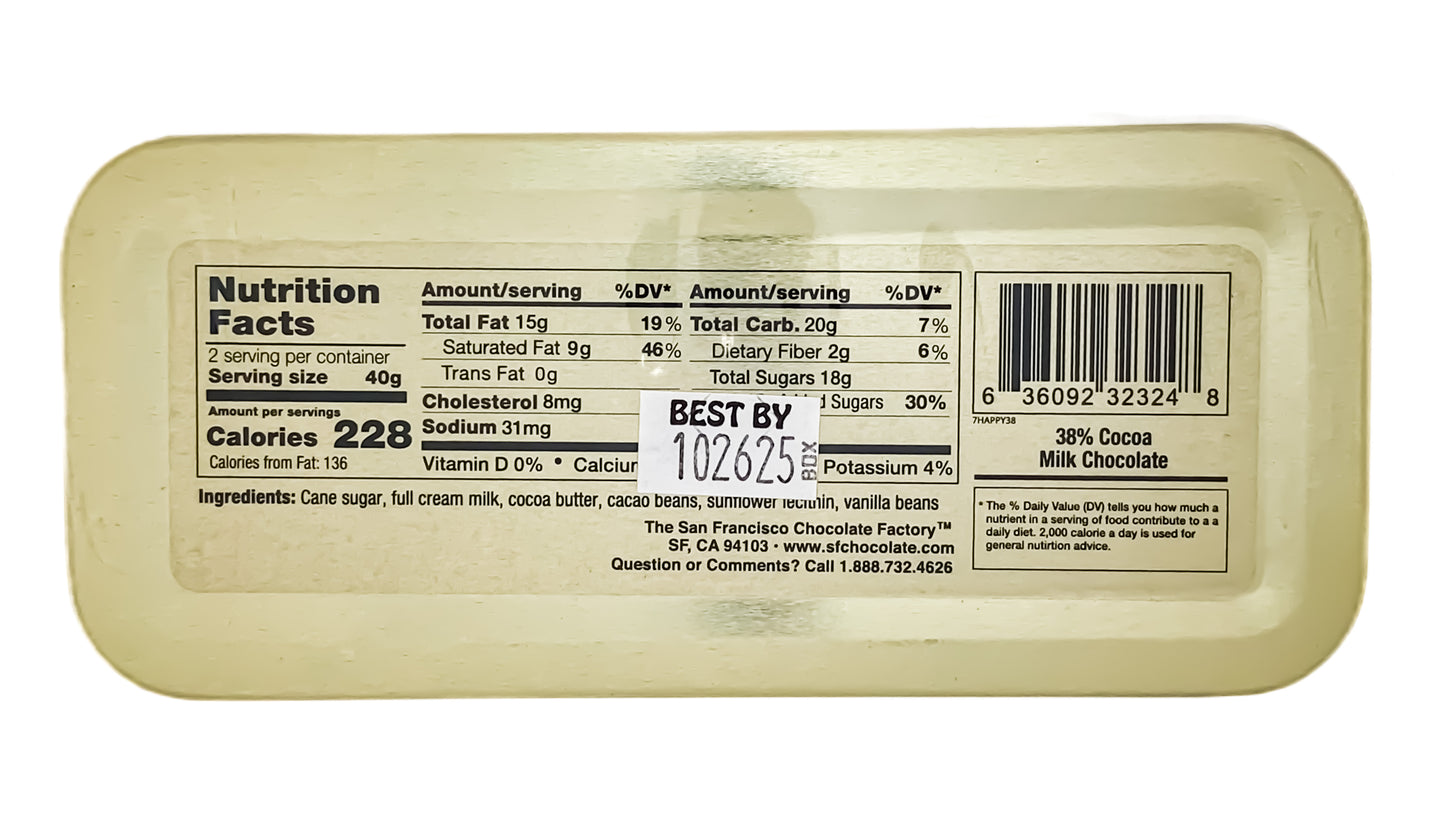 Nutrition
Facts
2 serving per container
Serving size 40g
Amount per servings
Calories 228
Calories from Fat: 136
Amount/serving %DV*
Total Fat 15g 19%
Saturated Fat 9g 46%
Trans Fat 0g
Cholesterol 8mg
Sodium 31mg
Amount/serving %DV*
Total Carb. 20g 7%
Dietary Fiber 2g 6%
Total Sugars 18g
Sugars 30%
Vitamin D 0% • Potassium 4%
BEST BY
102625
BOX
Ingredients: Cane sugar, full cream milk, cocoa butter, cacao beans, sunflower lecithin, vanilla beans
The San Francisco Chocolate Factory™
SF, CA 94103 • www.sfchocolate.com
Question or Comments? Call 1.888.732.4626
6 36092 32324 8
7HAPPY38
38% Cocoa
Milk Chocolate
* The % Daily Value (DV) tells you how much a
nutrient in a serving of food contribute to a a
daily diet. 2,000 calorie a day is used for
general nutirtion advice.